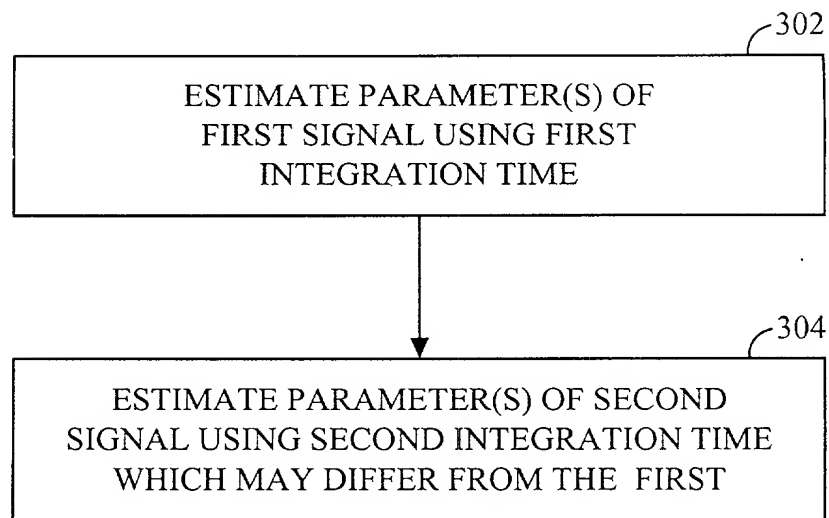 302
ESTIMATE PARAMETER(S) OF
FIRST SIGNAL USING FIRST
INTEGRATION TIME
304
ESTIMATE PARAMETER(S) OF SECOND
SIGNAL USING SECOND INTEGRATION TIME
WHICH MAY DIFFER FROM THE FIRST